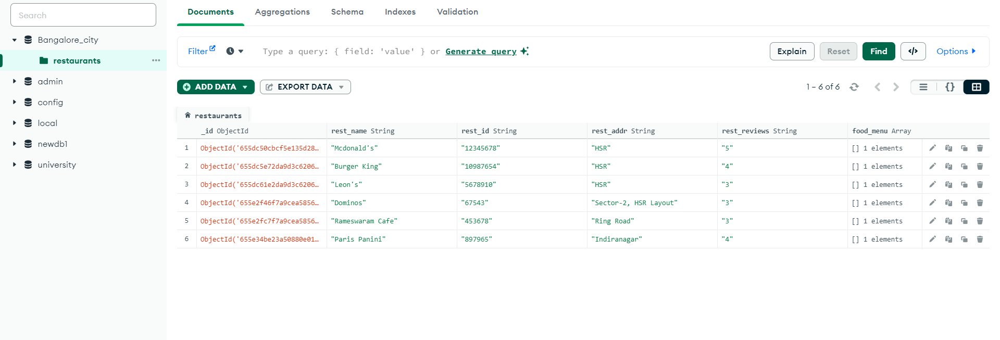 Search
Bangalore_city
restaurants
admin
config
local
newdb1
university
Documents Aggregations Schema Indexes Validation
Filter Type a query: { field: 'value' } or Generate query Explain Reset Find </> Options
ADD DATA EXPORT DATA 1 – 6 of 6 {}
restaurants
_id ObjectId rest_name String rest_id String rest_addr String rest_reviews String food_menu Array
1 ObjectId('655dc50cbcf5e135d28… "Mcdonald's" "12345678" "HSR" "5" [] 1 elements
2 ObjectId('655dc5e72da9d3c6206… "Burger King" "10987654" "HSR" "4" [] 1 elements
3 ObjectId('655dc61e2da9d3c6206… "Leon's" "5678910" "HSR" "3" [] 1 elements
4 ObjectId('655e2f46f7a9cea5856… "Dominos" "67543" "Sector-2, HSR Layout" "3" [] 1 elements
5 ObjectId('655e2fc7f7a9cea5856… "Rameswaram Cafe" "453678" "Ring Road" "3" [] 1 elements
6 ObjectId('655e34be23a50880e01… "Paris Panini" "897965" "Indiranagar" "4" [] 1 elements